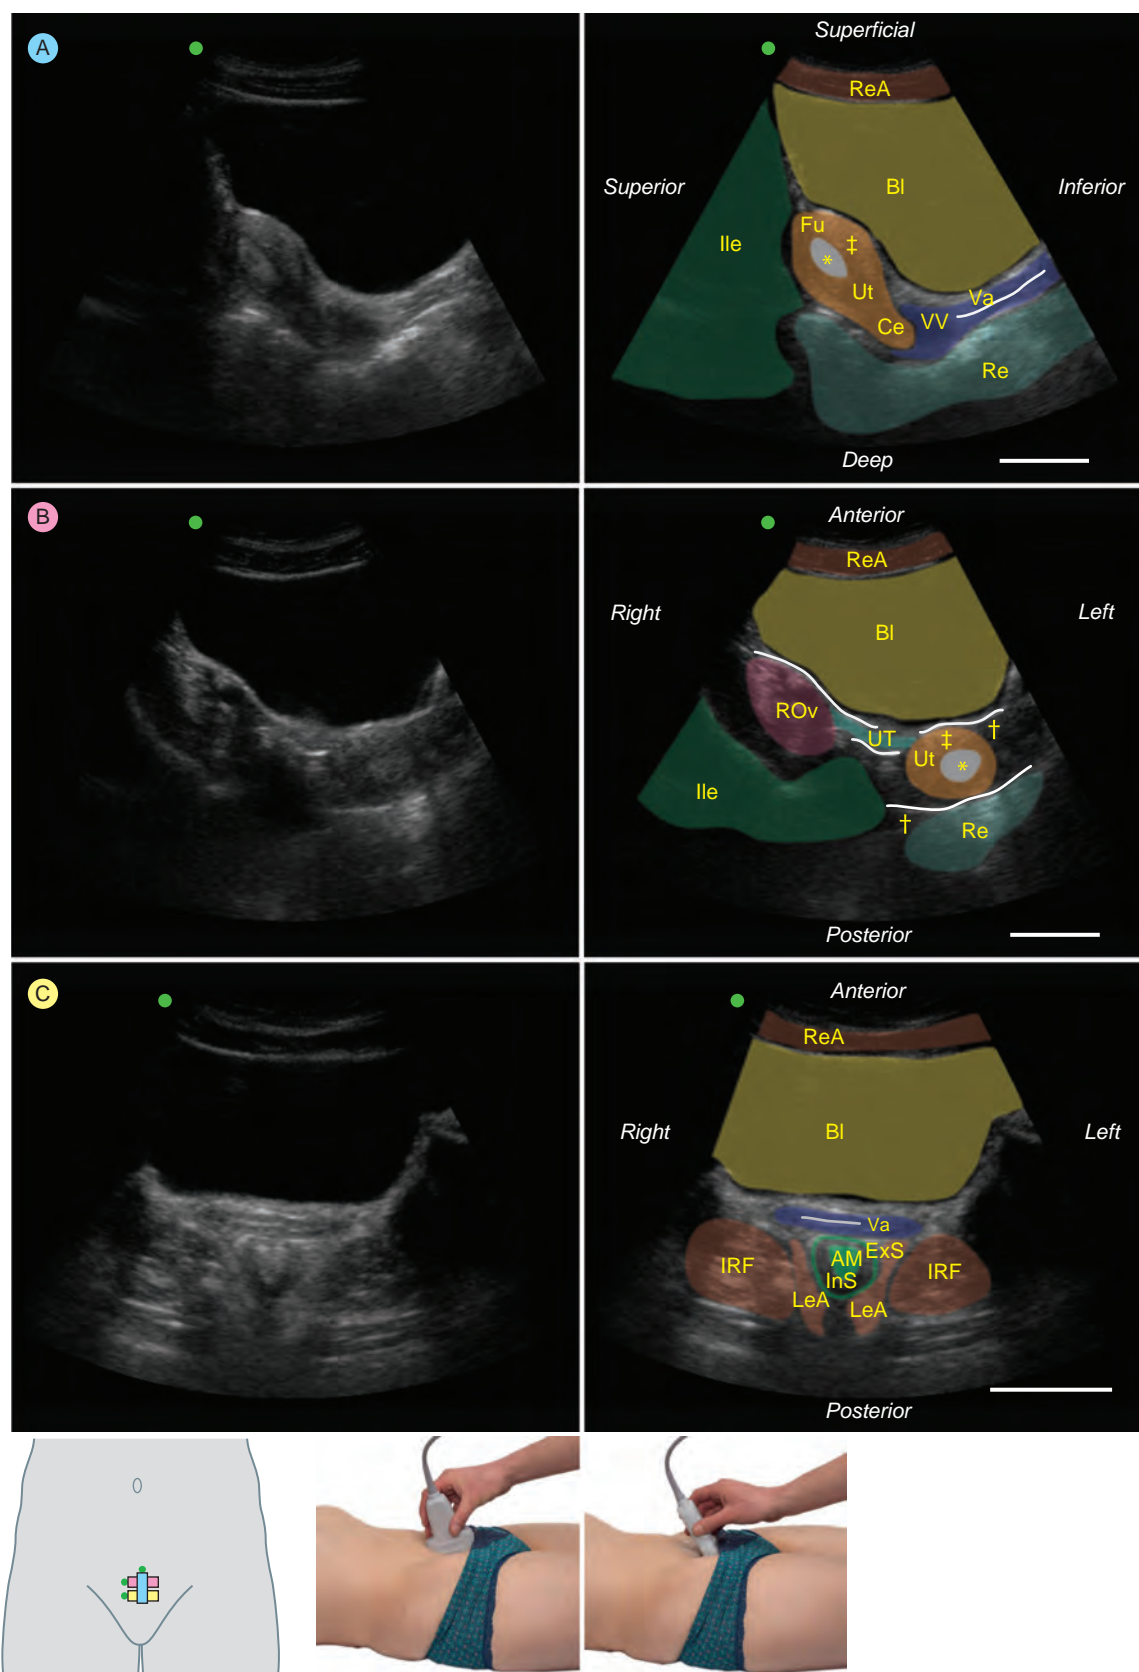 A
Superficial
ReA
Bl
Superior
Inferior
Ile
Fu
‡
*
Ut
Va
Ce
VV
Re
Deep
B
Anterior
ReA
Right
Left
Bl
ROv
†
UT
‡
Ut
*
Ile
†
Re
Posterior
C
Anterior
ReA
Right
Bl
Left
Va
ExS
AM
IRF
IRF
InS
LeA
LeA
Posterior